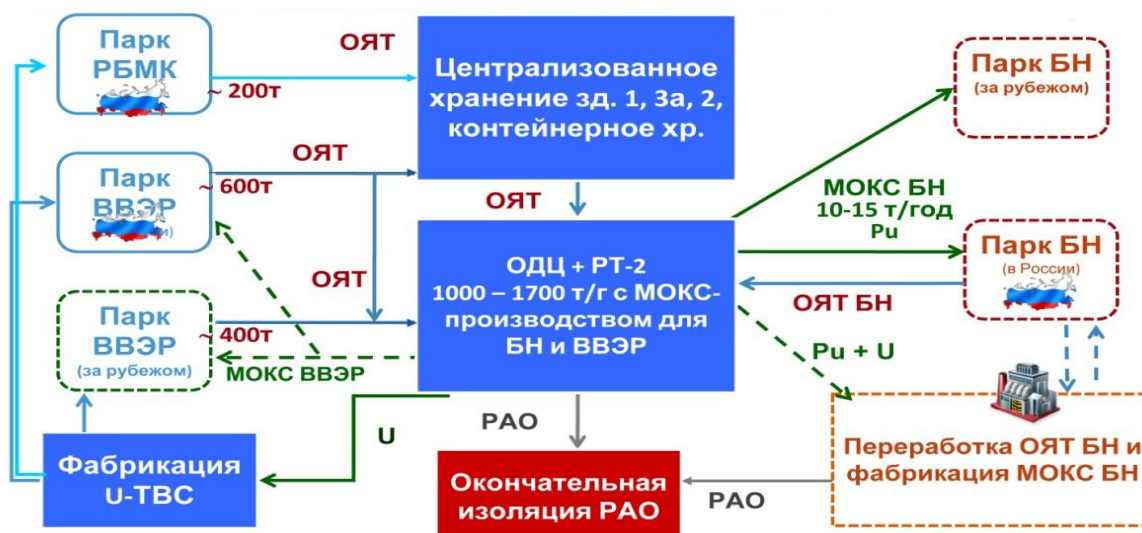 Парк
РБМК
~ 200т
ОЯТ
Централизованное
хранение зд. 1, 3а, 2,
контейнерное хр.
Парк БН
(за рубежом)
Парк
ВВЭР
~ 600т
ОЯТ
ОЯТ
ОЯТ
МОКС БН
10-15 т/год
Pu
ОДЦ + РТ-2
1000 – 1700 т/г с МОКС-
производством для
БН и ВВЭР
Парк БН
(в России)
ОЯТ БН
Парк
ВВЭР
(за рубежом)
~ 400т
МОКС ВВЭР
Pu + U
U
РАО
Фабрикация
U-ТВС
Окончательная
изоляция РАО
РАО
Переработка ОЯТ БН и
фабрикация МОКС БН